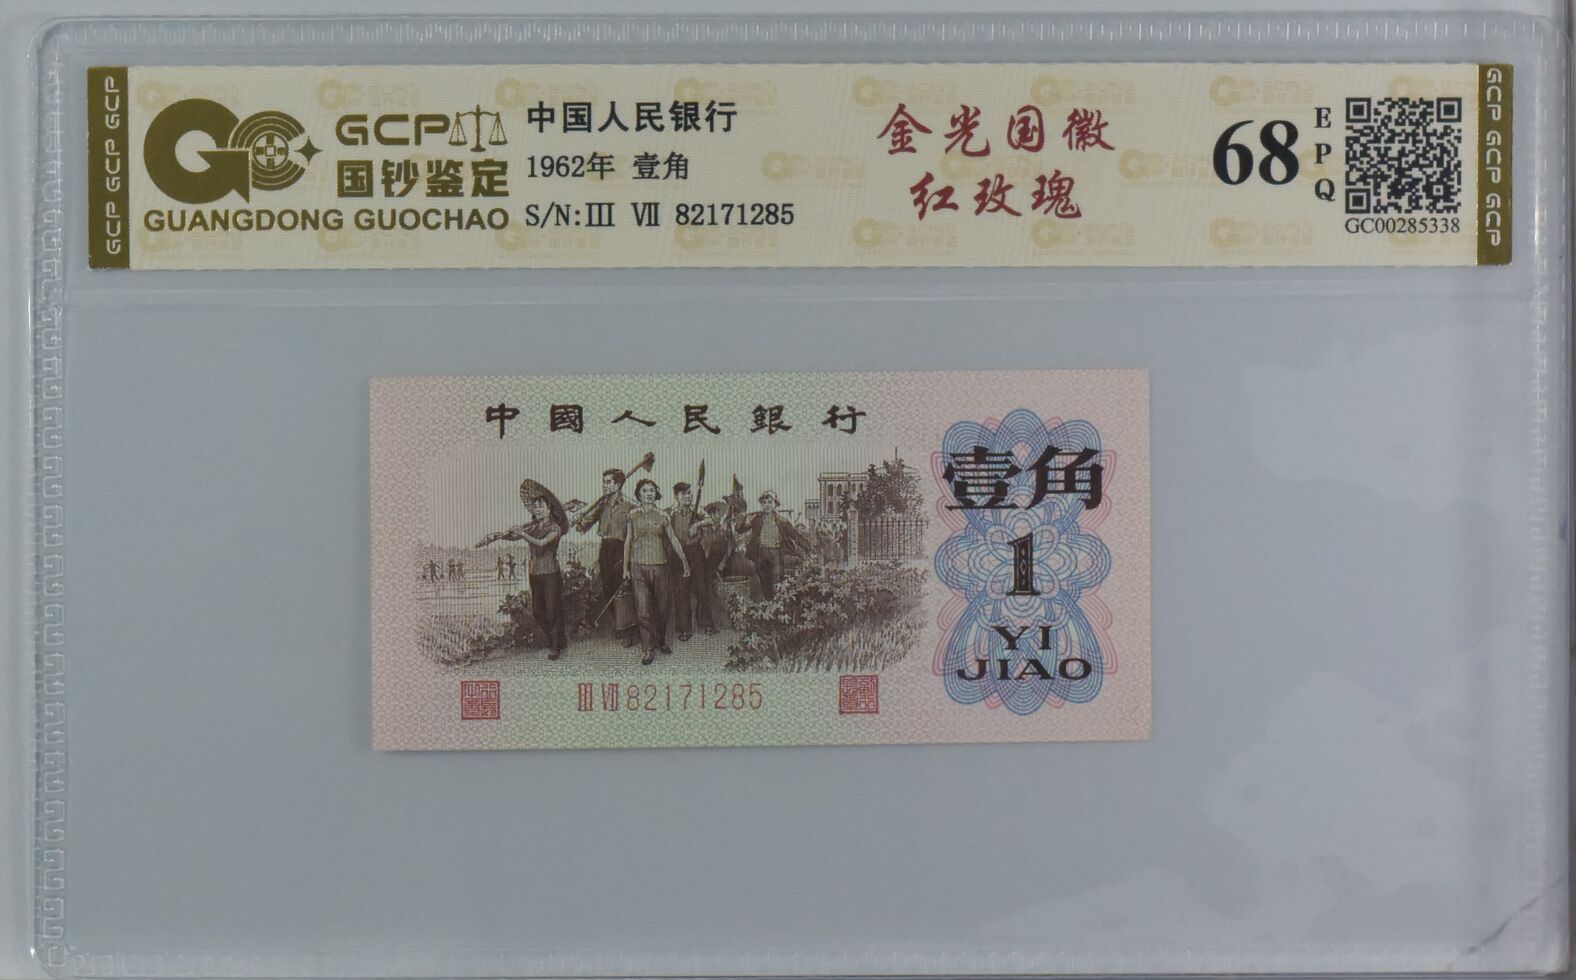 GCP
国钞鉴定
GUANGDONG GUOCHAO
中国人民银行
1962年 壹角
S/N:III VII 82171285
金光国徽
红玫瑰
68
EPQ
GC00285338
GCP GCP GCP
GCP GCP GCP
中國人民銀行
壹角
1
YI
JIAO
III VII 82171285